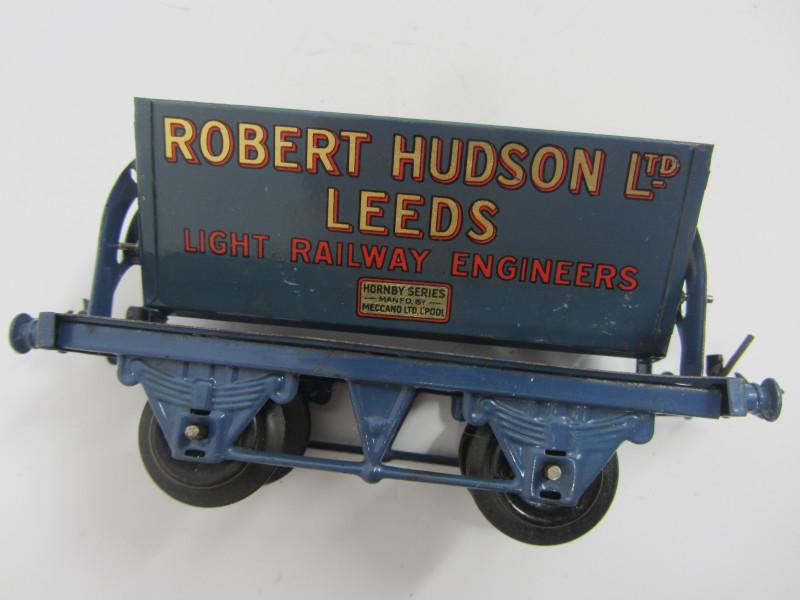 ROBERT HUDSON LTD
LEEDS
LIGHT RAILWAY ENGINEERS
HORNBY SERIES
MANFD. BY
MECCANO LTD. L'POOL